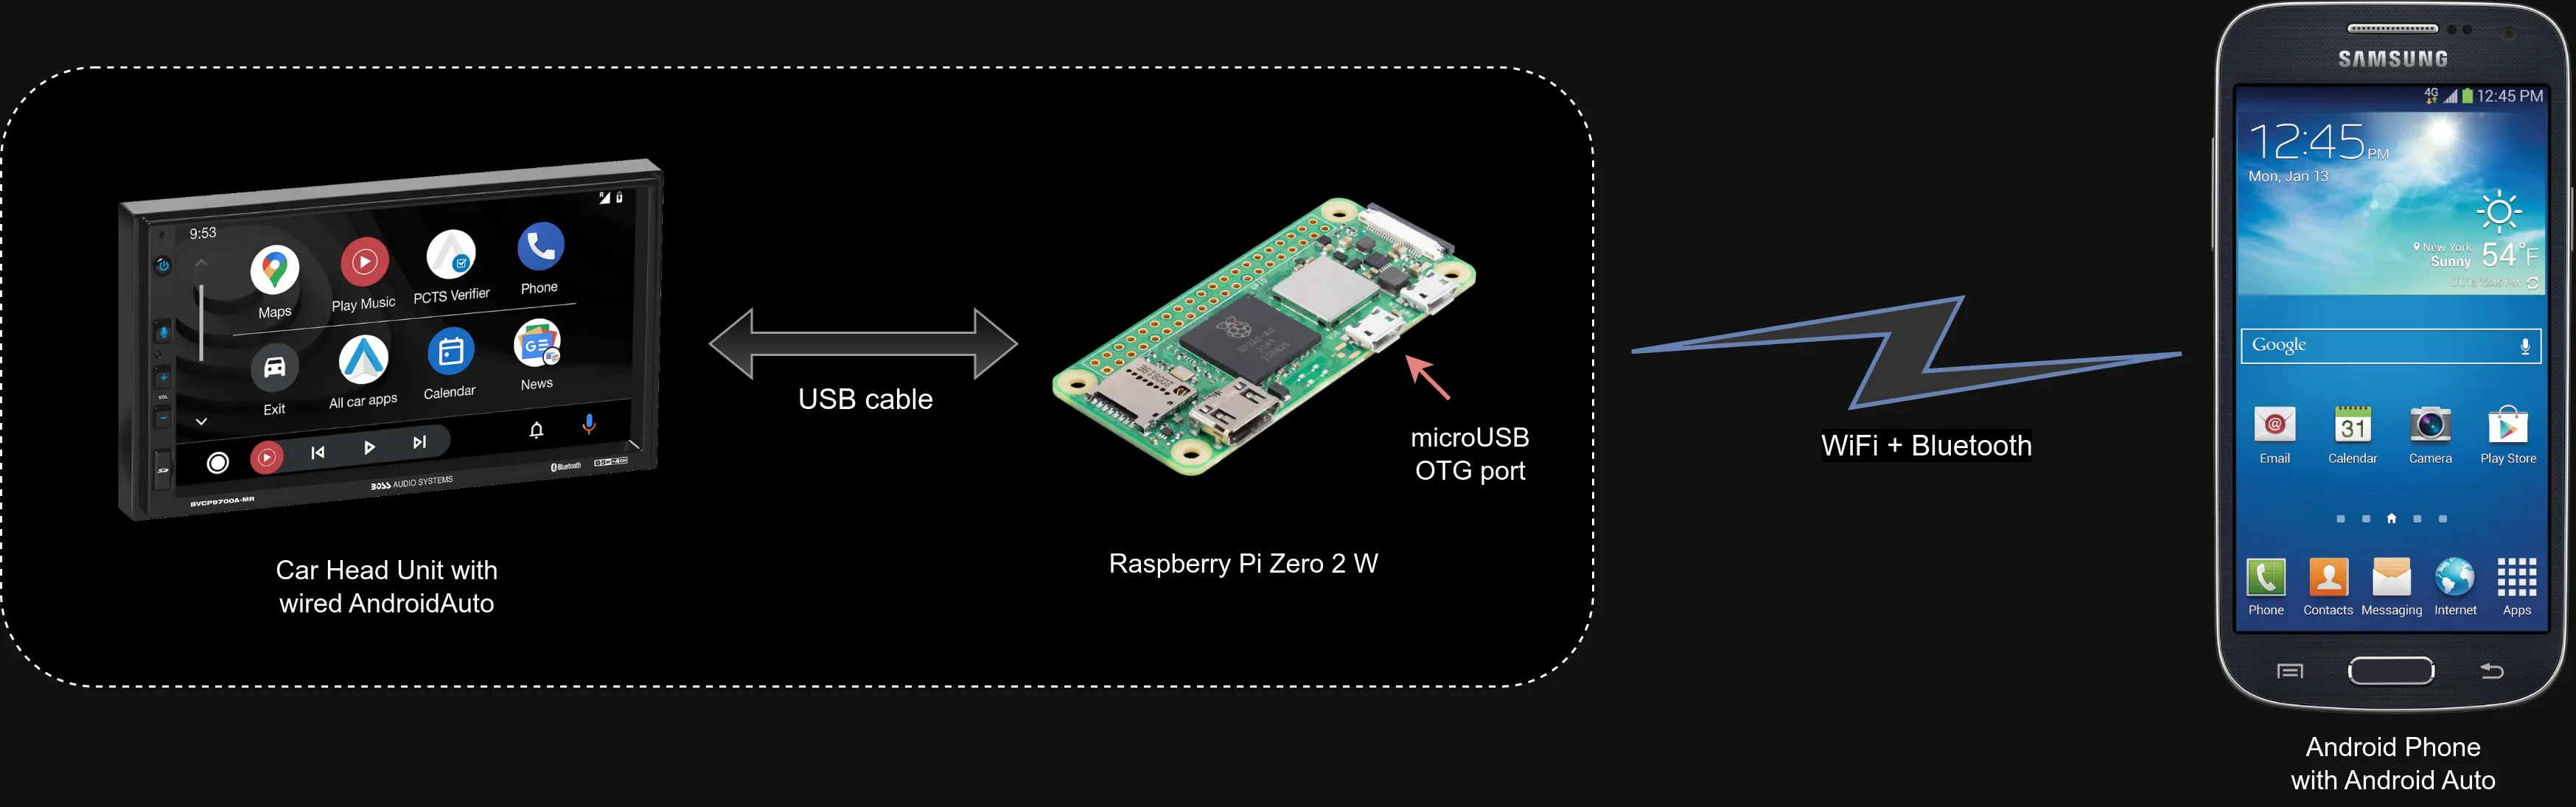 9:53
Maps
Play Music
PCTS Verifier
Phone
Exit
All car apps
Calendar
News
VOL
Bluetooth
BOSS AUDIO SYSTEMS
BVCP9700A-MR
Car Head Unit with
wired AndroidAuto
USB cable
microUSB
OTG port
Raspberry Pi Zero 2 W
WiFi + Bluetooth
SAMSUNG
4G 12:45 PM
12:45 PM
Mon, Jan 13
New York
Sunny 54°F
Google
31
Email Calendar Camera Play Store
Phone Contacts Messaging Internet Apps
Android Phone
with Android Auto